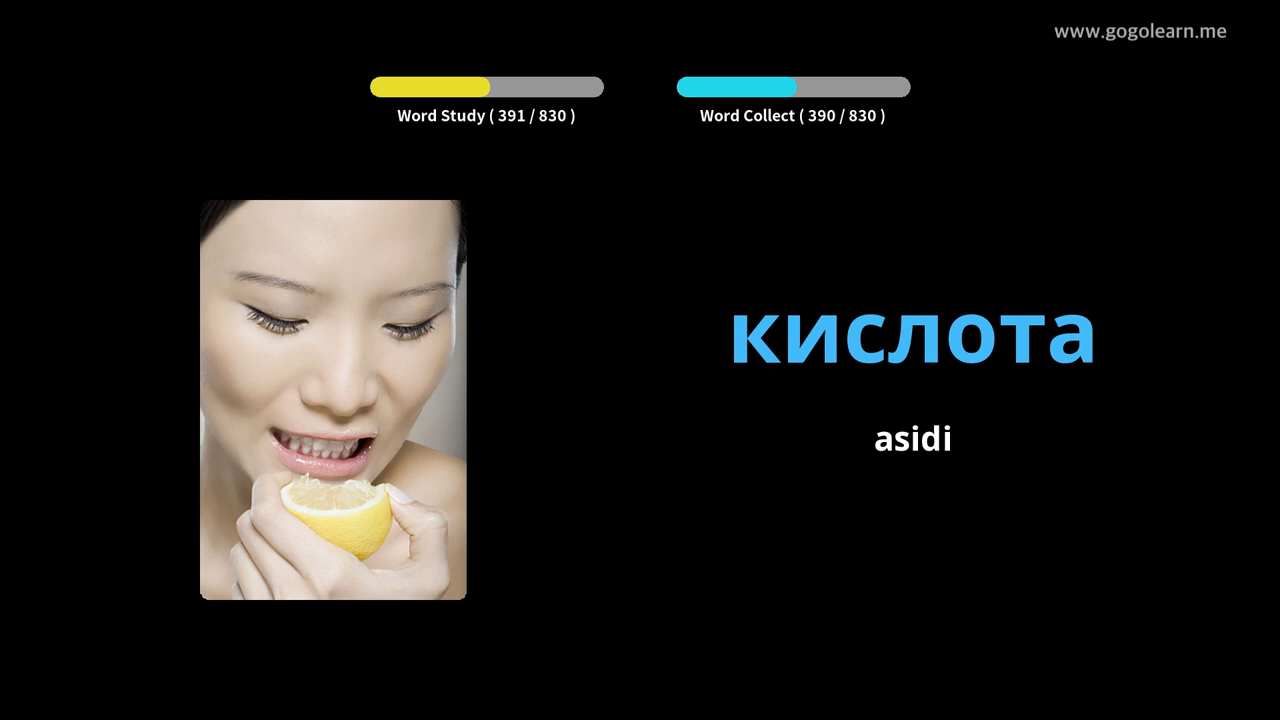 www.gogolearn.me
Word Study ( 391 / 830 )
Word Collect ( 390 / 830 )
кислота
asidi